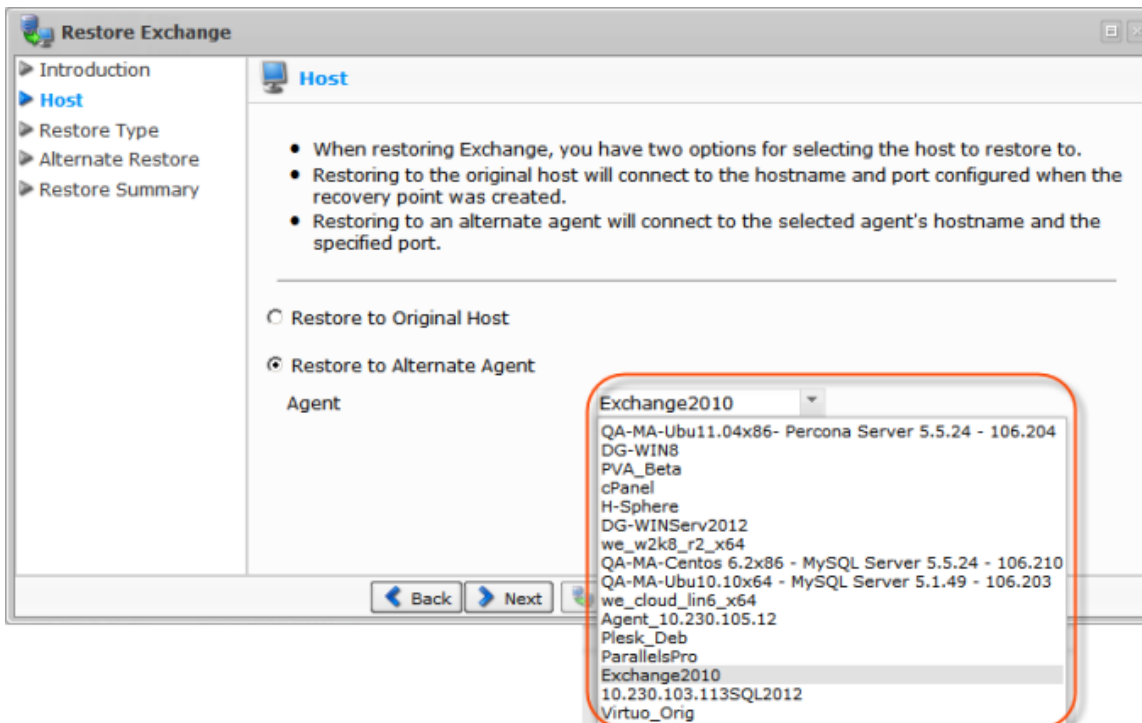 Restore Exchange
Introduction
Host
Restore Type
Alternate Restore
Restore Summary
Host
When restoring Exchange, you have two options for selecting the host to restore to.
Restoring to the original host will connect to the hostname and port configured when the
recovery point was created.
Restoring to an alternate agent will connect to the selected agent's hostname and the
specified port.
Restore to Original Host
Restore to Alternate Agent
Agent
Exchange2010
QA-MA-Ubu11.04x86- Percona Server 5.5.24 - 106.204
DG-WIN8
PVA_Beta
cPanel
H-Sphere
DG-WINServ2012
we_w2k8_r2_x64
QA-MA-Centos 6.2x86 - MySQL Server 5.5.24 - 106.210
QA-MA-Ubu10.10x64 - MySQL Server 5.1.49 - 106.203
we_cloud_lin6_x64
Agent_10.230.105.12
Plesk_Deb
ParallelsPro
Exchange2010
10.230.103.113SQL2012
Virtuo_Orig
Back
Next